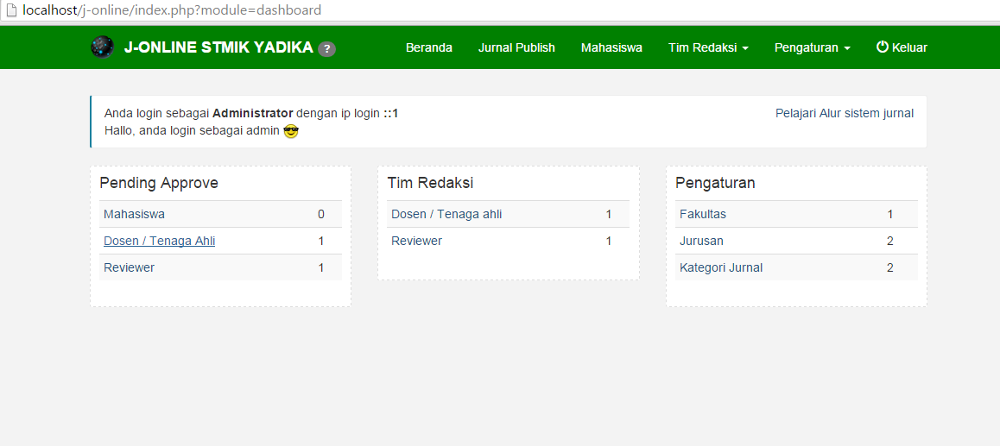 localhost/j-online/index.php?module=dashboard
J-ONLINE STMIK YADIKA ? Beranda Jurnal Publish Mahasiswa Tim Redaksi Pengaturan Keluar
Anda login sebagai Administrator dengan ip login ::1 Pelajari Alur sistem jurnal
Hallo, anda login sebagai admin
Pending Approve
Mahasiswa 0
Dosen / Tenaga Ahli 1
Reviewer 1
Tim Redaksi
Dosen / Tenaga ahli 1
Reviewer 1
Pengaturan
Fakultas 1
Jurusan 2
Kategori Jurnal 2